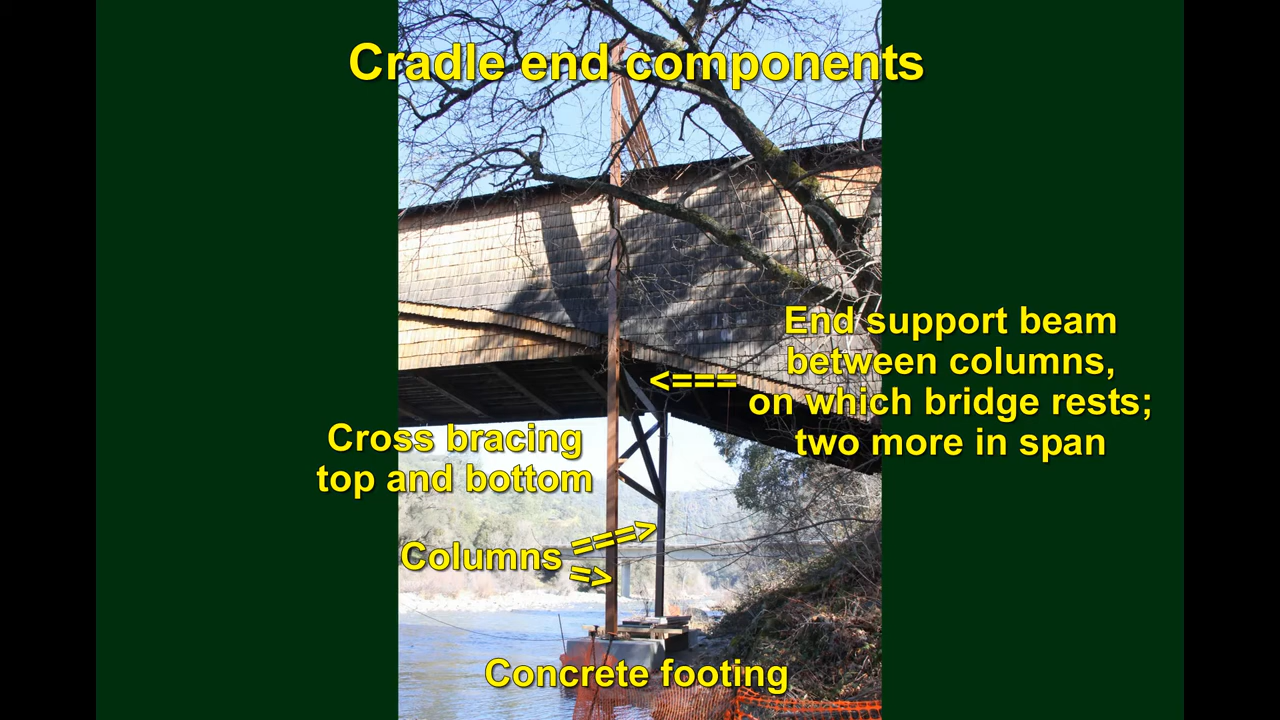 Cradle end components
End support beam
between columns,
<===
on which bridge rests;
two more in span
Cross bracing
top and bottom
Columns ===>
=>
Concrete footing